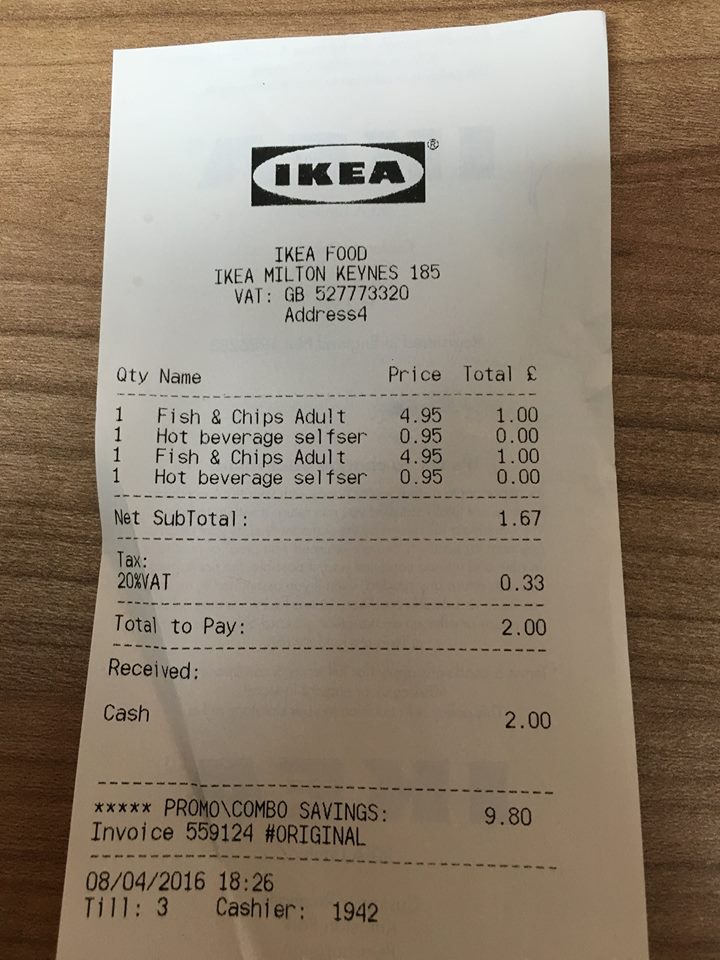 IKEA®
IKEA FOOD
IKEA MILTON KEYNES 185
VAT: GB 527773320
Address4
Qty Name Price Total £
1 Fish & Chips Adult 4.95 1.00
1 Hot beverage selfser 0.95 0.00
1 Fish & Chips Adult 4.95 1.00
1 Hot beverage selfser 0.95 0.00
Net SubTotal: 1.67
Tax:
20%VAT 0.33
Total to Pay: 2.00
Received:
Cash 2.00
***** PROMO\COMBO SAVINGS: 9.80
Invoice 559124 #ORIGINAL
08/04/2016 18:26
Till: 3 Cashier: 1942